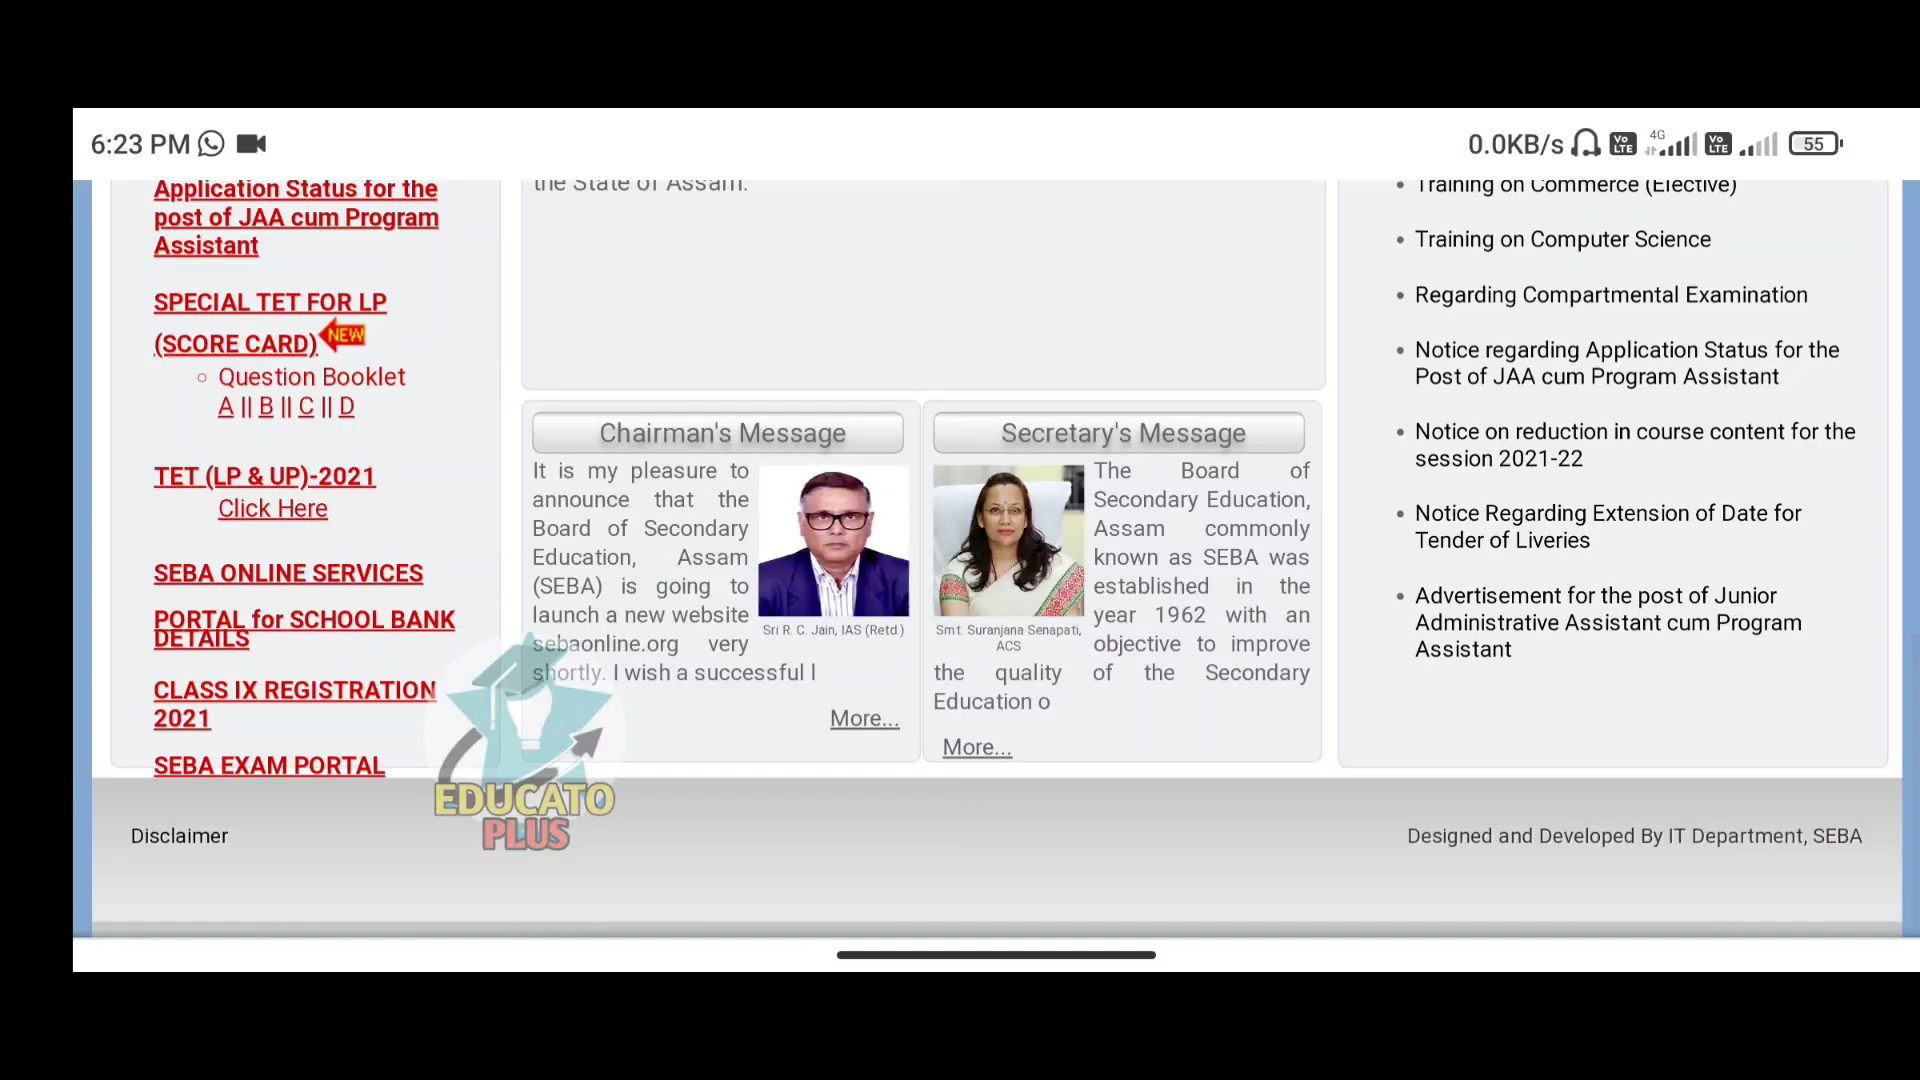 6:23 PM
0.0KB/s 4G Vo LTE Vo LTE 55
Application Status for the
post of JAA cum Program
Assistant
SPECIAL TET FOR LP
(SCORE CARD) NEW
Question Booklet
A || B || C || D
TET (LP & UP)-2021
Click Here
SEBA ONLINE SERVICES
PORTAL for SCHOOL BANK
DETAILS
CLASS IX REGISTRATION
2021
SEBA EXAM PORTAL
the State of Assam.
Chairman's Message
It is my pleasure to
announce that the
Board of Secondary
Education, Assam
(SEBA) is going to
launch a new website
sebaonline.org very
shortly. I wish a successful l
Sri R. C. Jain, IAS (Retd.)
More...
Secretary's Message
The Board of
Secondary Education,
Assam commonly
known as SEBA was
established in the
year 1962 with an
objective to improve
the quality of the Secondary
Education o
Smt. Suranjana Senapati,
ACS
More...
Training on Commerce (Elective)
Training on Computer Science
Regarding Compartmental Examination
Notice regarding Application Status for the
Post of JAA cum Program Assistant
Notice on reduction in course content for the
session 2021-22
Notice Regarding Extension of Date for
Tender of Liveries
Advertisement for the post of Junior
Administrative Assistant cum Program
Assistant
EDUCATO
PLUS
Disclaimer
Designed and Developed By IT Department, SEBA